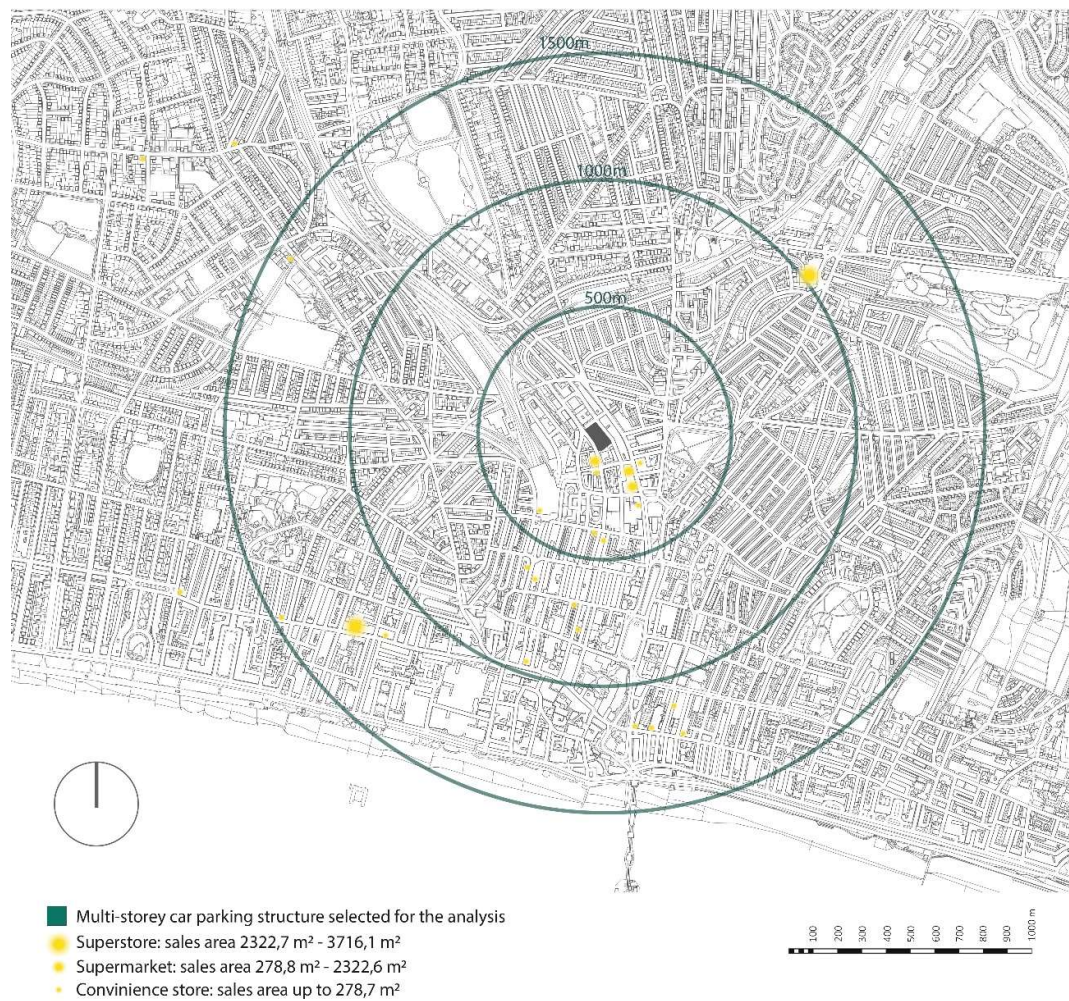 1500m
1000m
500m
Multi-storey car parking structure selected for the analysis
Superstore: sales area 2322,7 m² - 3716,1 m²
Supermarket: sales area 278,8 m² - 2322,6 m²
Convinience store: sales area up to 278,7 m²
100 200 300 400 500 600 700 800 900 1000 m